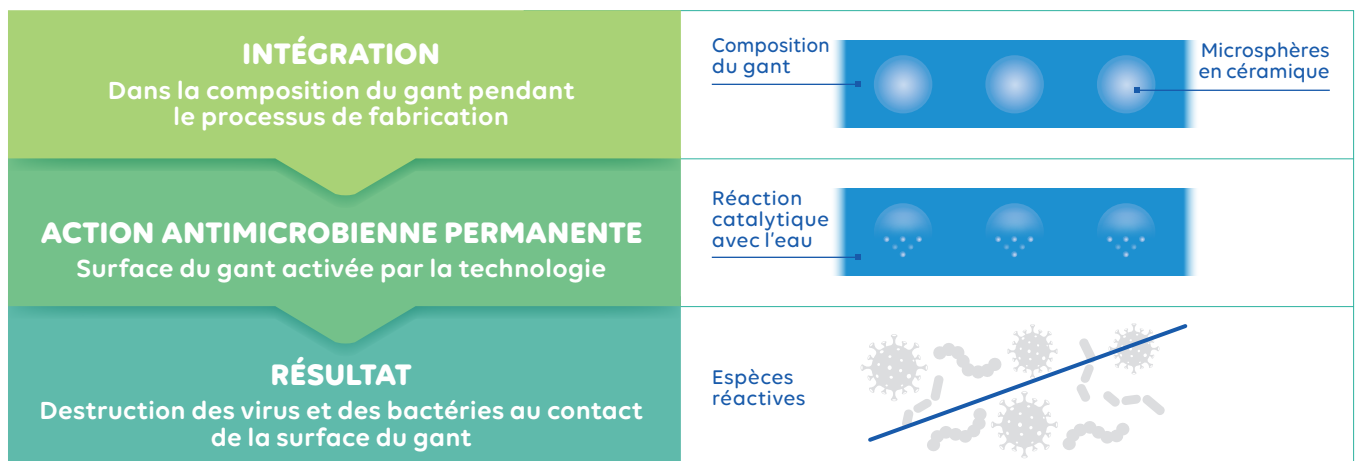 INTÉGRATION
Dans la composition du gant pendant
le processus de fabrication
Composition
du gant
Microsphères
en céramique
ACTION ANTIMICROBIENNE PERMANENTE
Surface du gant activée par la technologie
Réaction
catalytique
avec l'eau
RÉSULTAT
Destruction des virus et des bactéries au contact
de la surface du gant
Espèces
réactives